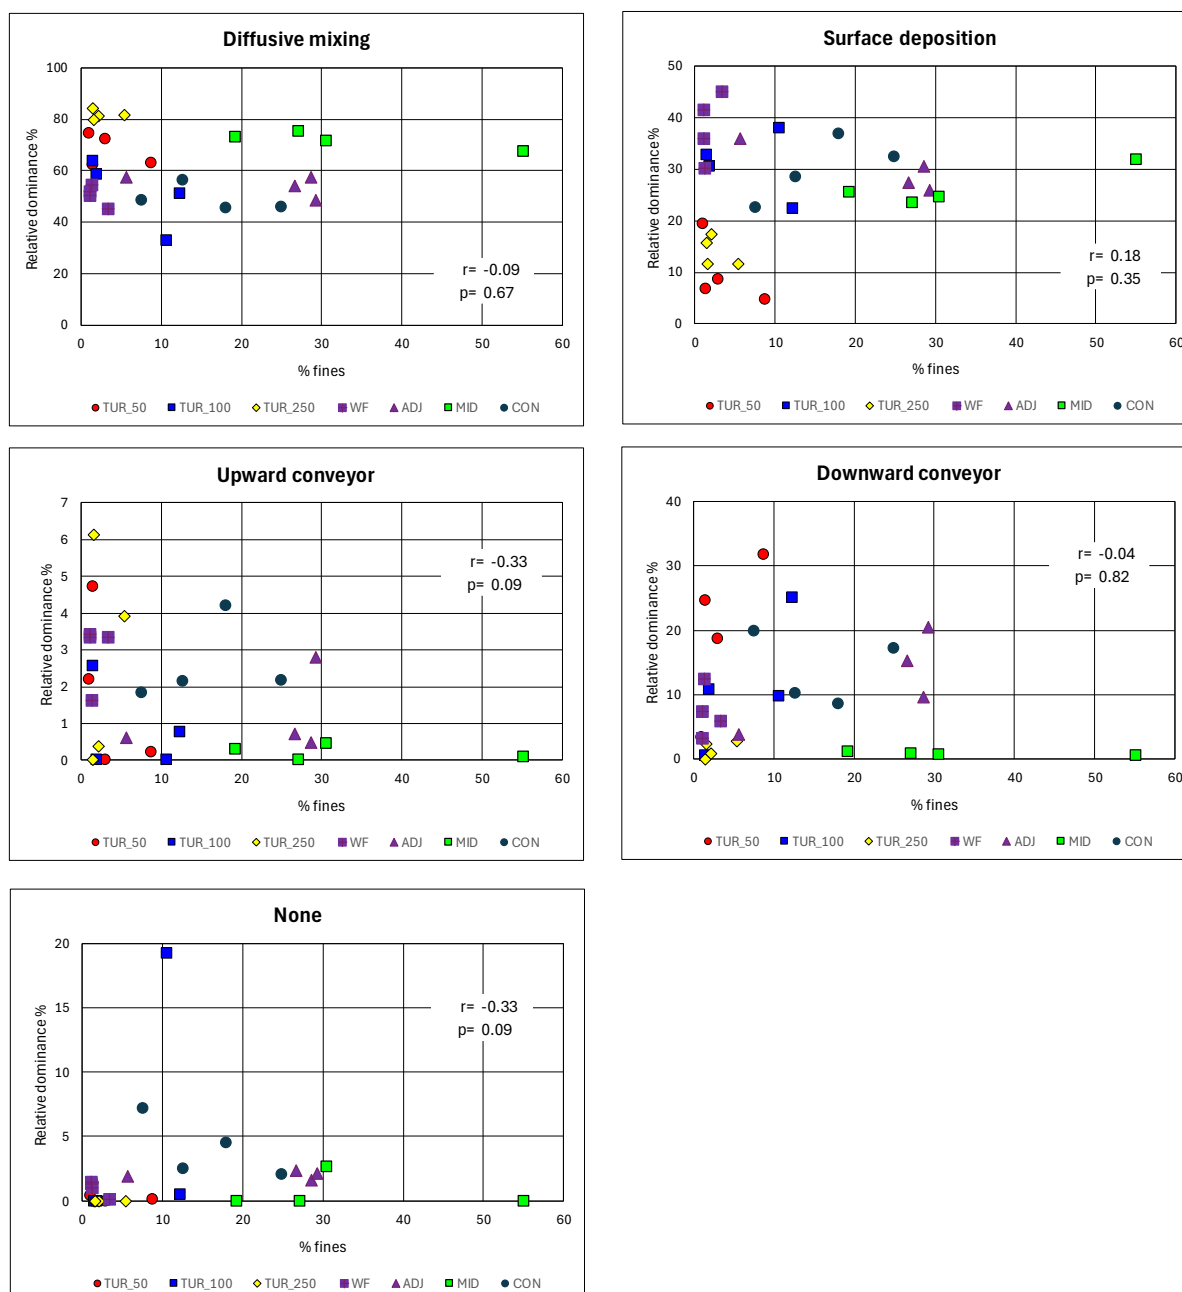 Diffusive mixing
Relative dominance %
100
80
60
40
20
0
r= -0.09
p= 0.67
0 10 20 30 40 50 60
% fines
TUR_50 TUR_100 TUR_250 WF ADJ MID CON
Surface deposition
Relative dominance %
50
40
30
20
10
0
r= 0.18
p= 0.35
0 10 20 30 40 50 60
% fines
TUR_50 TUR_100 TUR_250 WF ADJ MID CON
Upward conveyor
Relative dominance %
7
6
5
4
3
2
1
0
r= -0.33
p= 0.09
0 10 20 30 40 50 60
% fines
TUR_50 TUR_100 TUR_250 WF ADJ MID CON
Downward conveyor
Relative dominance %
40
30
20
10
0
r= -0.04
p= 0.82
0 10 20 30 40 50 60
% fines
TUR_50 TUR_100 TUR_250 WF ADJ MID CON
None
Relative dominance %
20
15
10
5
0
r= -0.33
p= 0.09
0 10 20 30 40 50 60
% fines
TUR_50 TUR_100 TUR_250 WF ADJ MID CON